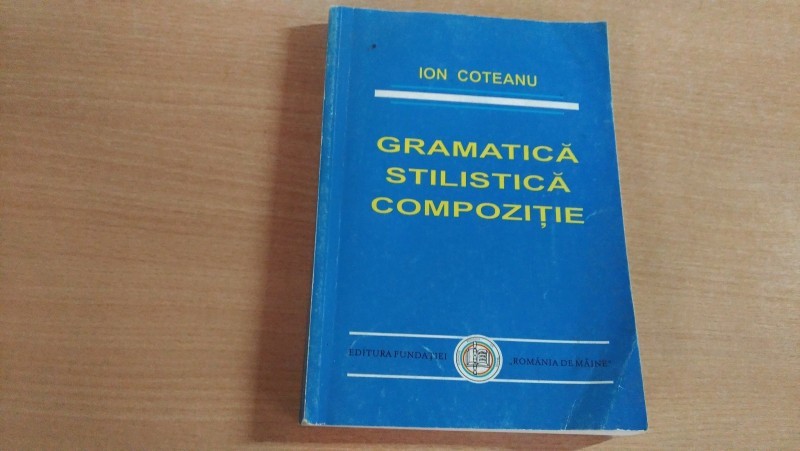 ION COTEANU
GRAMATICĂ
STILISTICĂ
COMPOZIȚIE
EDITURA FUNDAȚIEI „ROMÂNIA DE MÂINE”